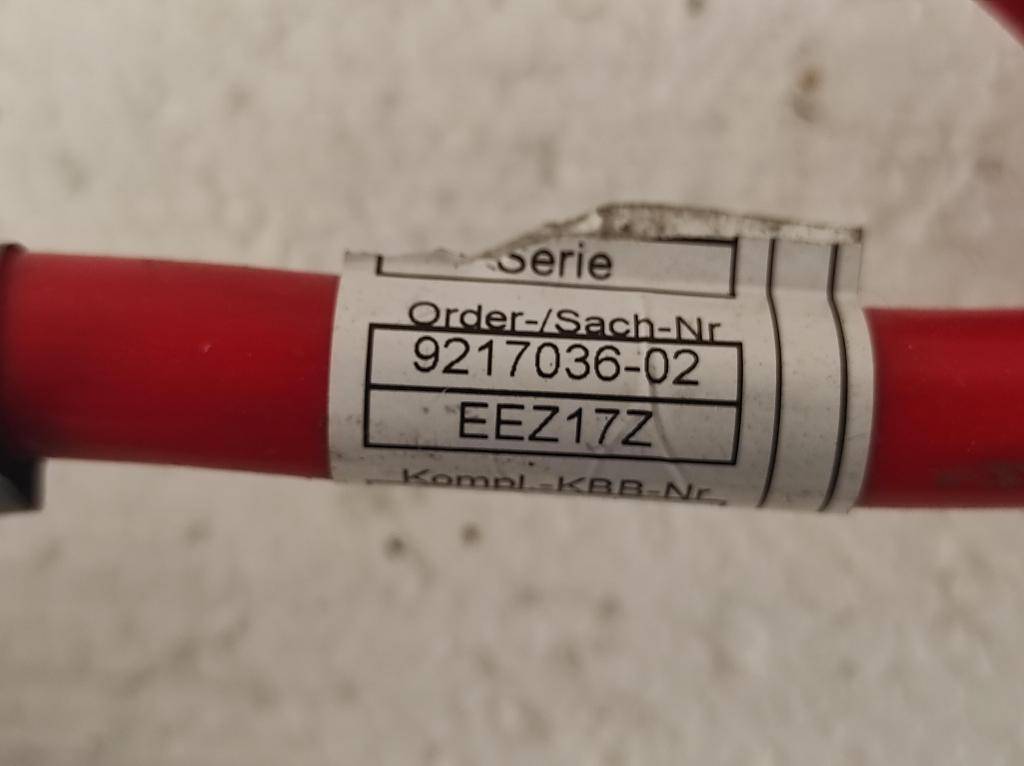 Serie
Order-/Sach-Nr
9217036-02
EEZ17Z
Kompl.-KBB-Nr.